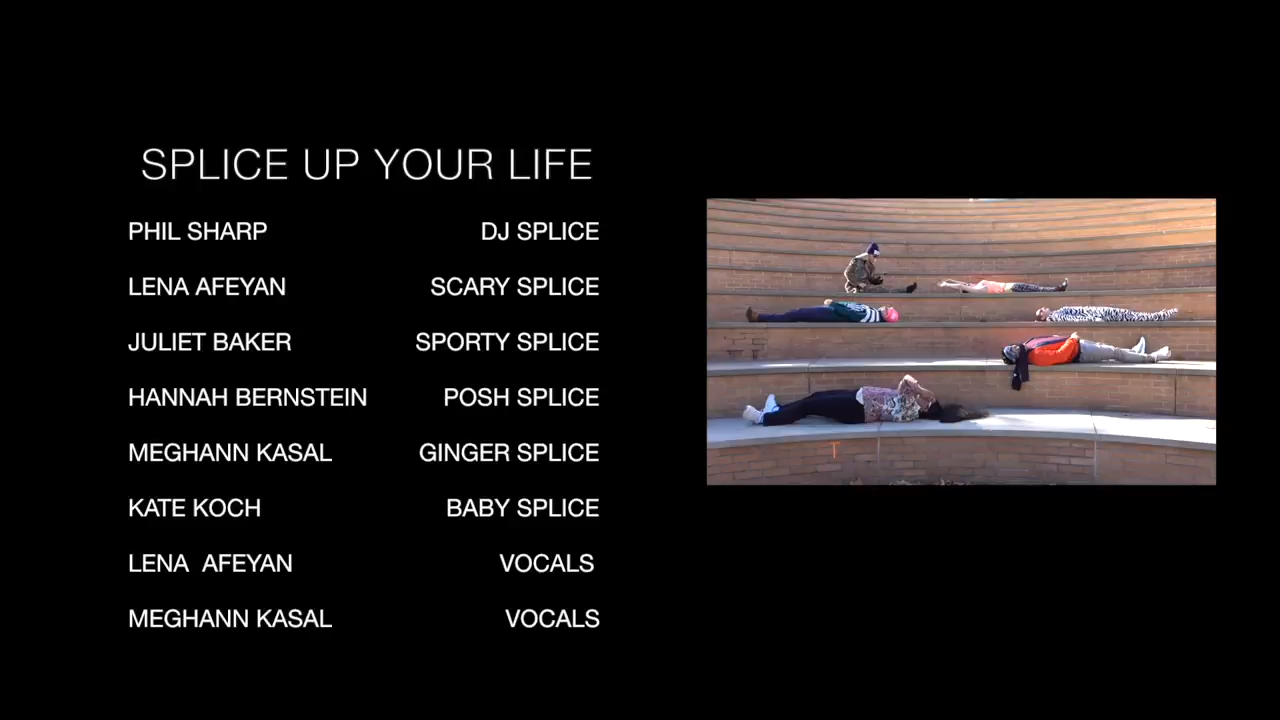 SPLICE UP YOUR LIFE
PHIL SHARP DJ SPLICE
LENA AFEYAN SCARY SPLICE
JULIET BAKER SPORTY SPLICE
HANNAH BERNSTEIN POSH SPLICE
MEGHANN KASAL GINGER SPLICE
KATE KOCH BABY SPLICE
LENA AFEYAN VOCALS
MEGHANN KASAL VOCALS